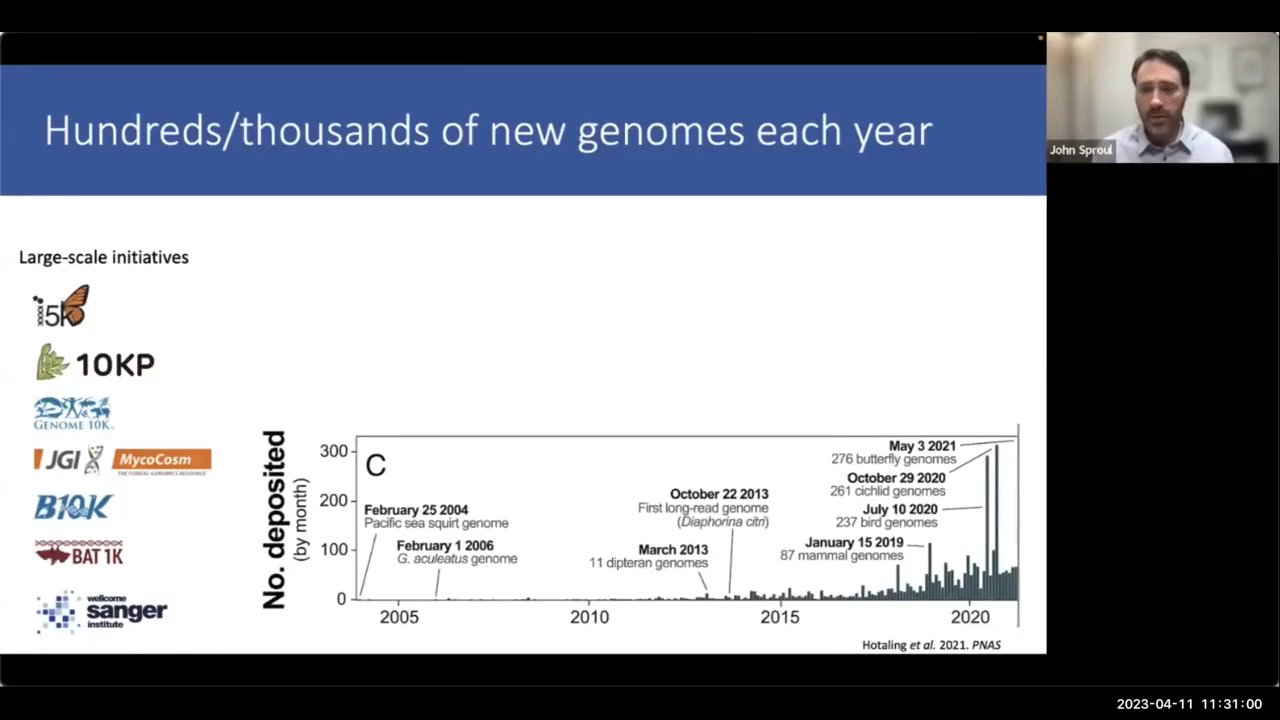 Hundreds/thousands of new genomes each year
John Sproul
Large-scale initiatives
i5k
10KP
GENOME 10K
JGI
MycoCosm
THE FUNGAL GENOMICS RESOURCE
B10K
BAT 1K
wellcome
sanger
institute
No. deposited
(by month)
300
200
100
0
C
February 25 2004
Pacific sea squirt genome
February 1 2006
G. aculeatus genome
October 22 2013
First long-read genome
(Diaphorina citri)
March 2013
11 dipteran genomes
May 3 2021
276 butterfly genomes
October 29 2020
261 cichlid genomes
July 10 2020
237 bird genomes
January 15 2019
87 mammal genomes
2005
2010
2015
2020
Hotaling et al. 2021. PNAS
2023-04-11 11:31:00